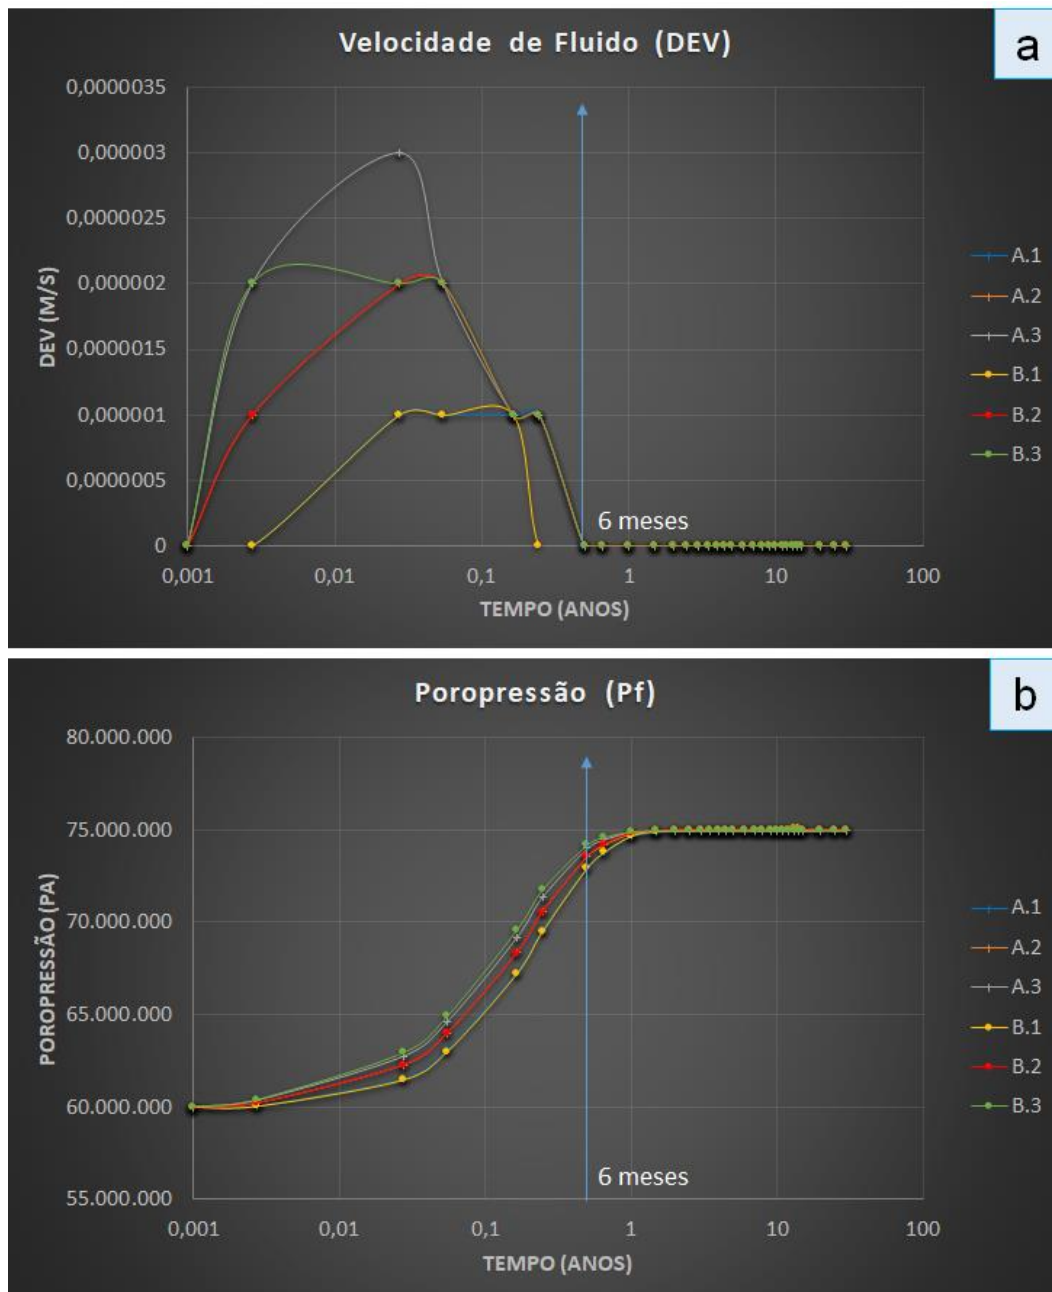 Velocidade de Fluido (DEV)
a
0,0000035
0,000003
0,0000025
0,000002
0,0000015
0,000001
0,0000005
0
DEV (M/S)
0,001
0,01
0,1
1
10
100
TEMPO (ANOS)
6 meses
A.1
A.2
A.3
B.1
B.2
B.3
Poropressão (Pf)
b
80.000.000
75.000.000
70.000.000
65.000.000
60.000.000
55.000.000
POROPRESSÃO (PA)
0,001
0,01
0,1
1
10
100
TEMPO (ANOS)
6 meses
A.1
A.2
A.3
B.1
B.2
B.3